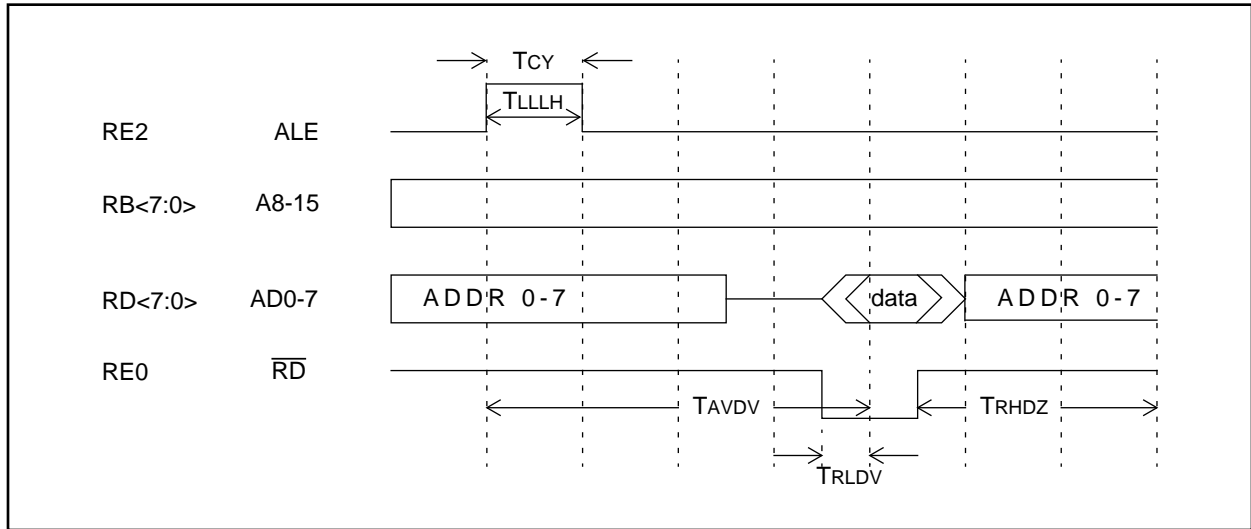 TCY
TLLLH
RE2 ALE
RB<7:0> A8-15
RD<7:0> AD0-7 ADDR 0-7 data ADDR 0-7
RE0 RD
TAVDV TRHDZ
TRLDV